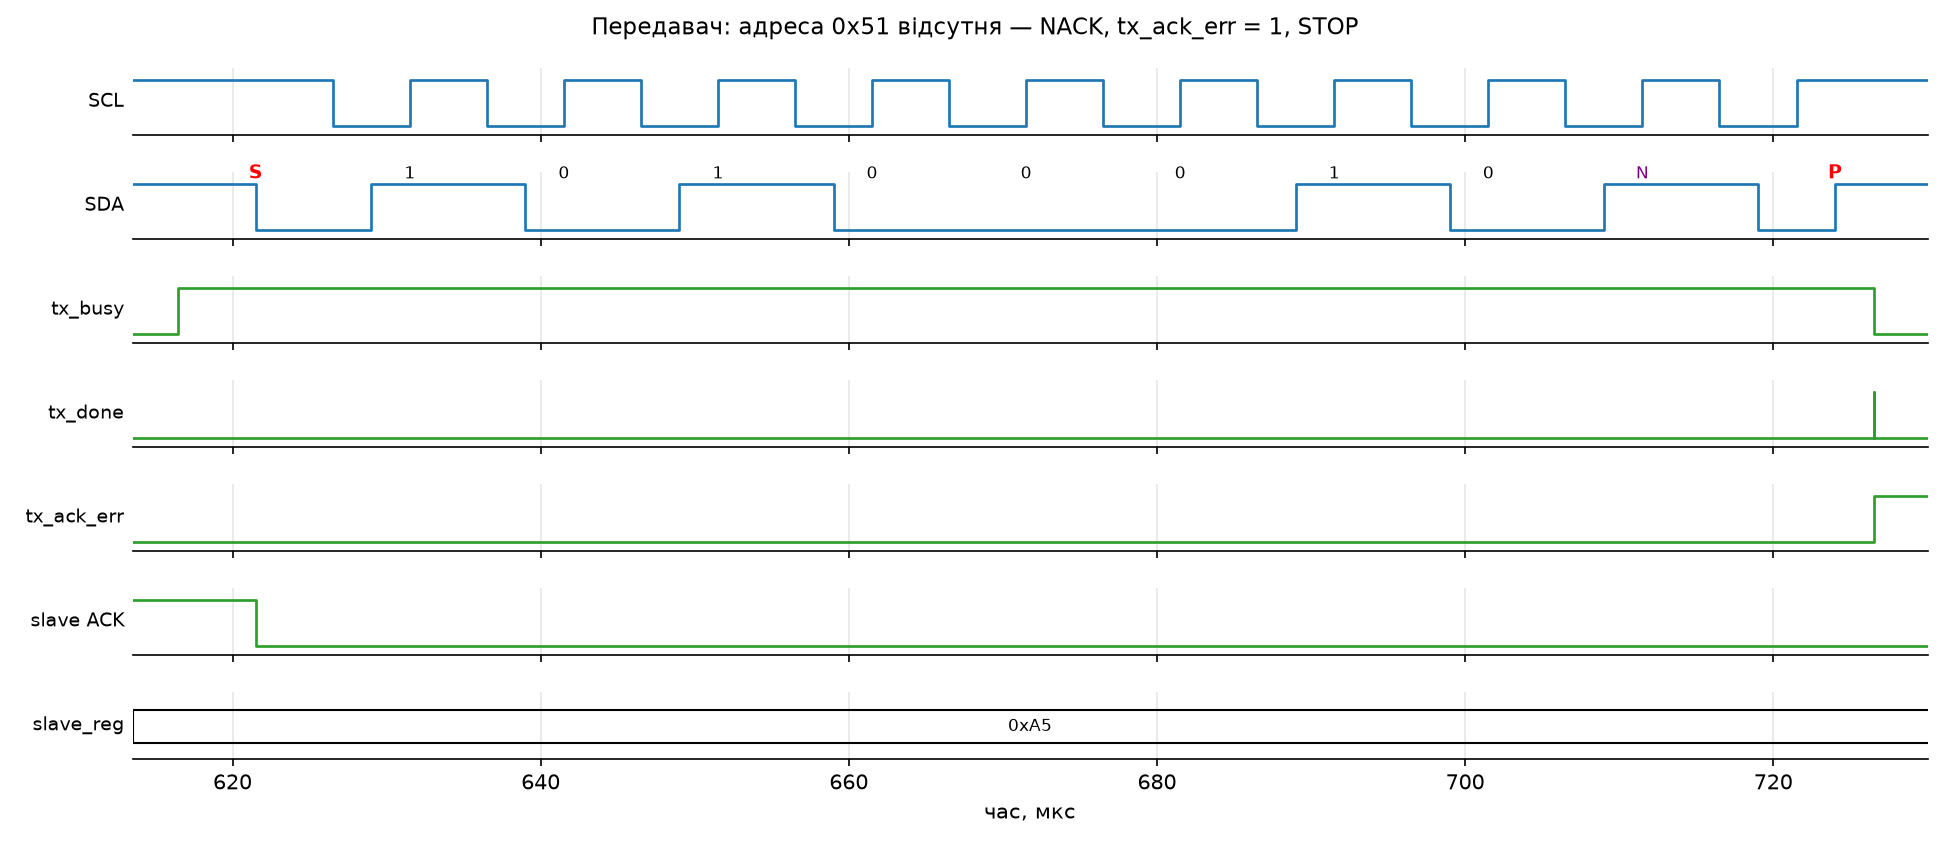 Передавач: адреса 0x51 відсутня — NACK, tx_ack_err = 1, STOP
SCL
S 1 0 1 0 0 0 1 0 N P
SDA
tx_busy
tx_done
tx_ack_err
slave ACK
slave_reg 0xA5
620 640 660 680 700 720
час, мкс